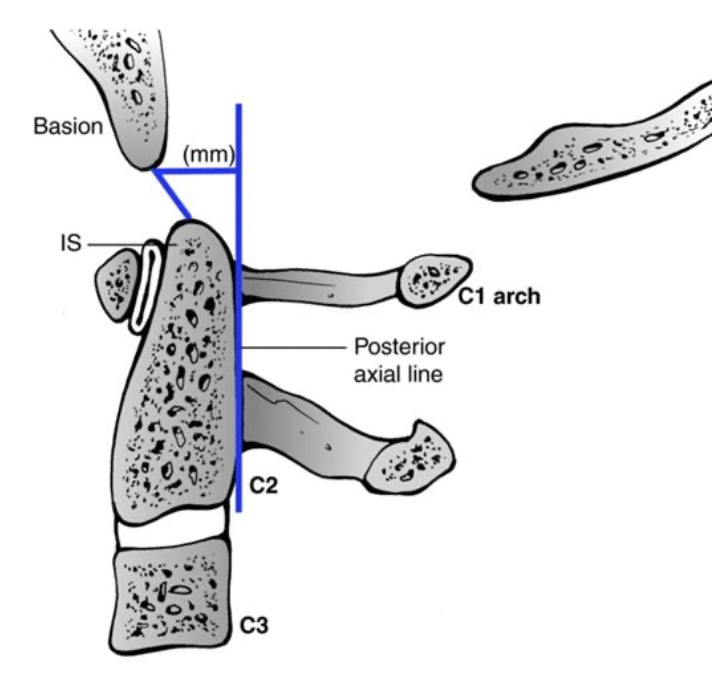 Basion
(mm)
IS
C1 arch
Posterior
axial line
C2
C3